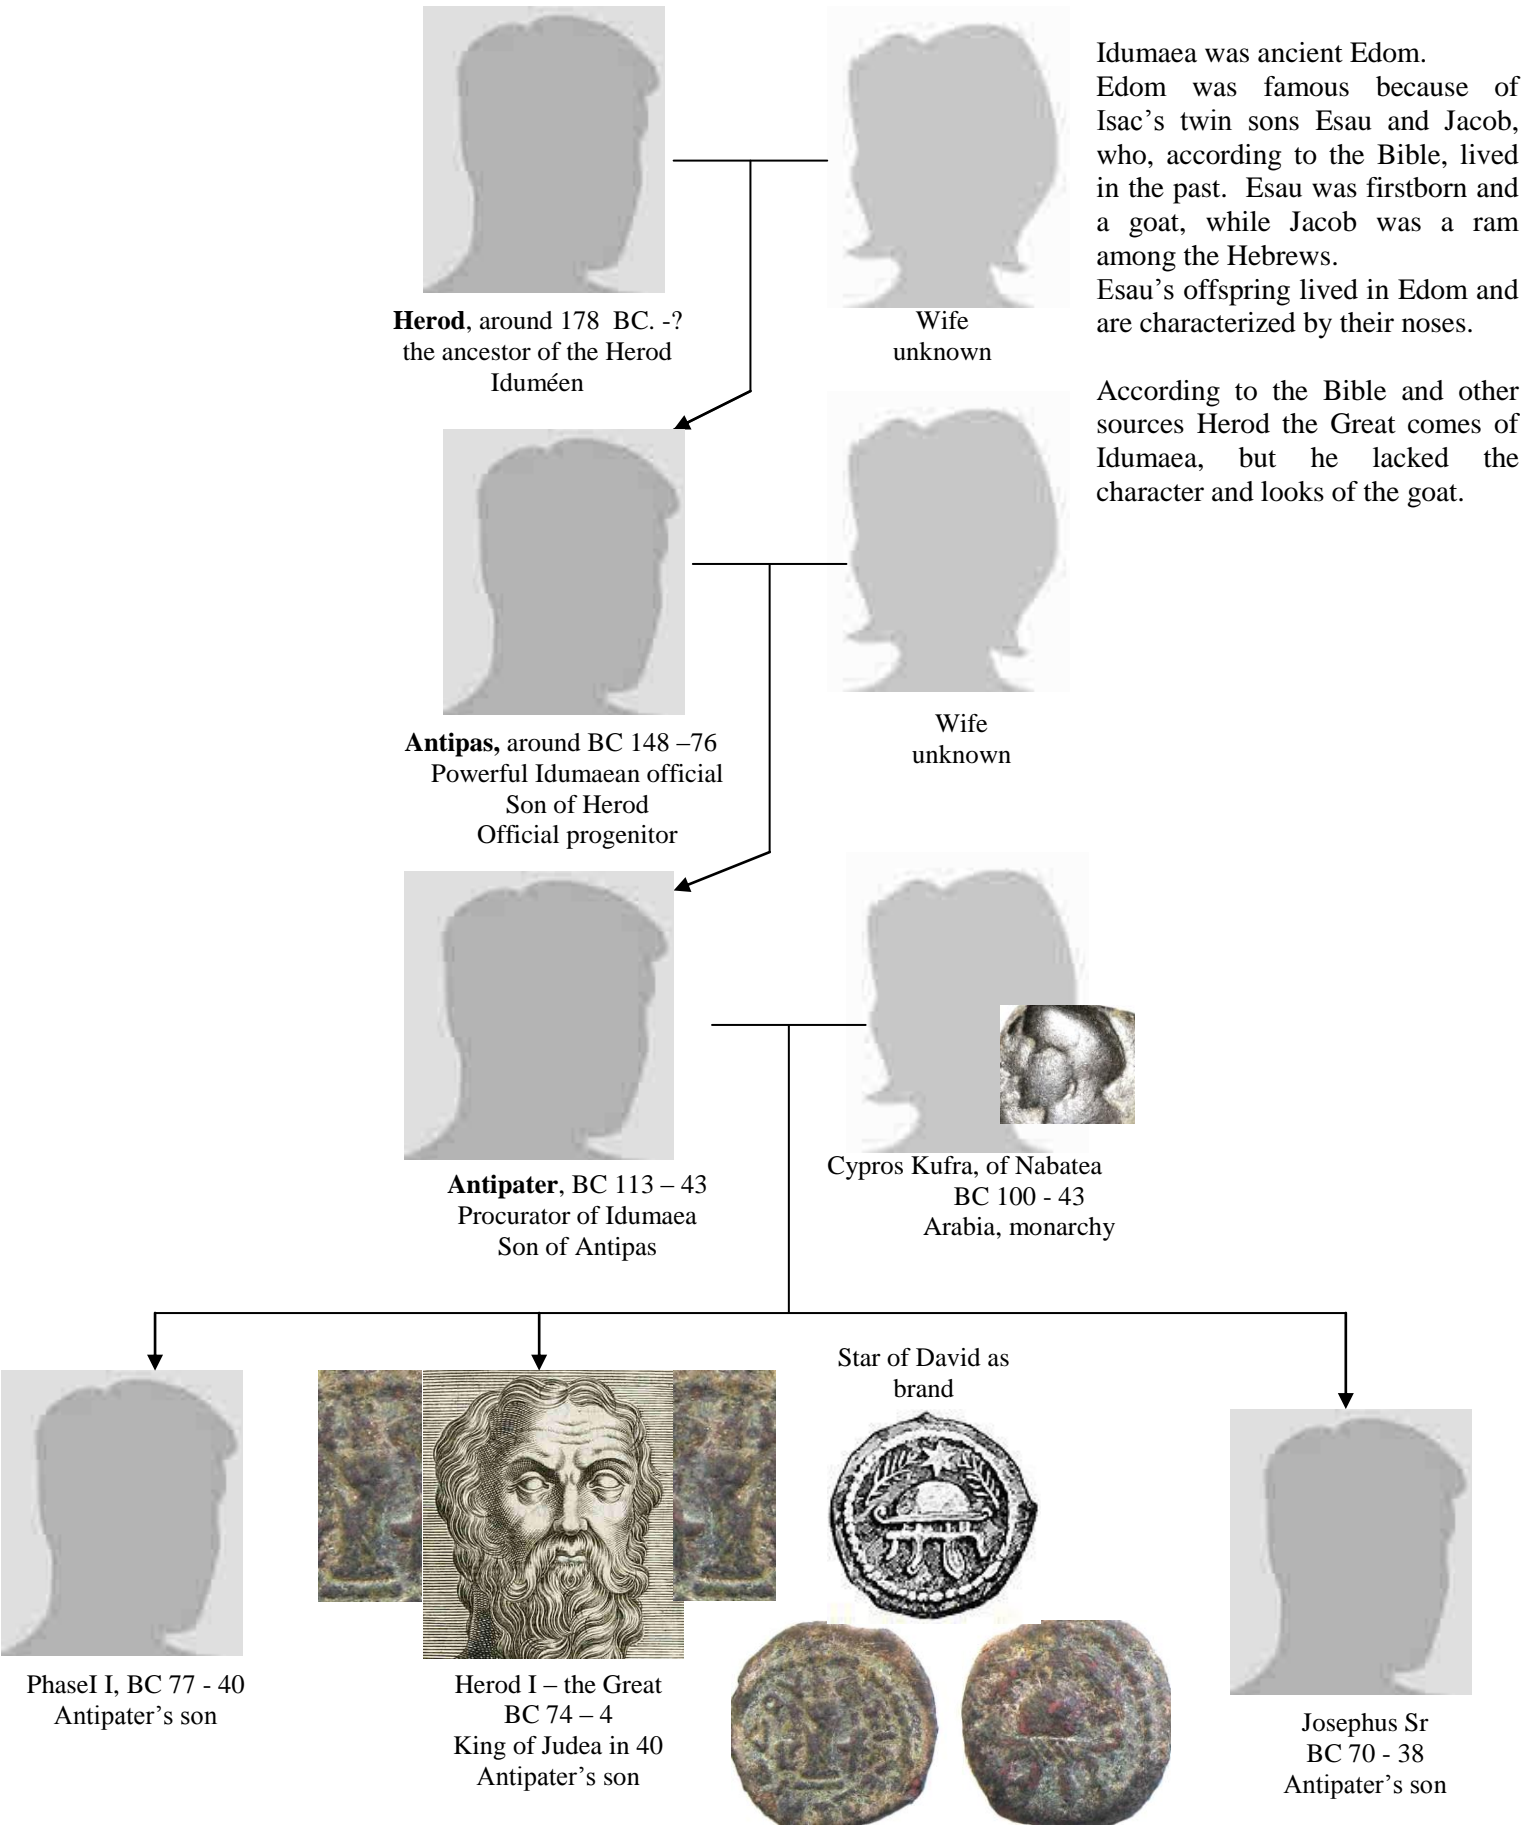 Idumaea was ancient Edom.
Edom was famous because of
Isac’s twin sons Esau and Jacob,
who, according to the Bible, lived
in the past. Esau was firstborn and
a goat, while Jacob was a ram
among the Hebrews.
Esau’s offspring lived in Edom and
are characterized by their noses.
According to the Bible and other
sources Herod the Great comes of
Idumaea, but he lacked the
character and looks of the goat.
Herod, around 178 BC. -?
the ancestor of the Herod
Iduméen
Wife
unknown
Antipas, around BC 148 –76
Powerful Idumaean official
Son of Herod
Official progenitor
Wife
unknown
Antipater, BC 113 – 43
Procurator of Idumaea
Son of Antipas
Cypros Kufra, of Nabatea
BC 100 - 43
Arabia, monarchy
PhaseI I, BC 77 - 40
Antipater’s son
Herod I – the Great
BC 74 – 4
King of Judea in 40
Antipater’s son
Star of David as
brand
Josephus Sr
BC 70 - 38
Antipater’s son